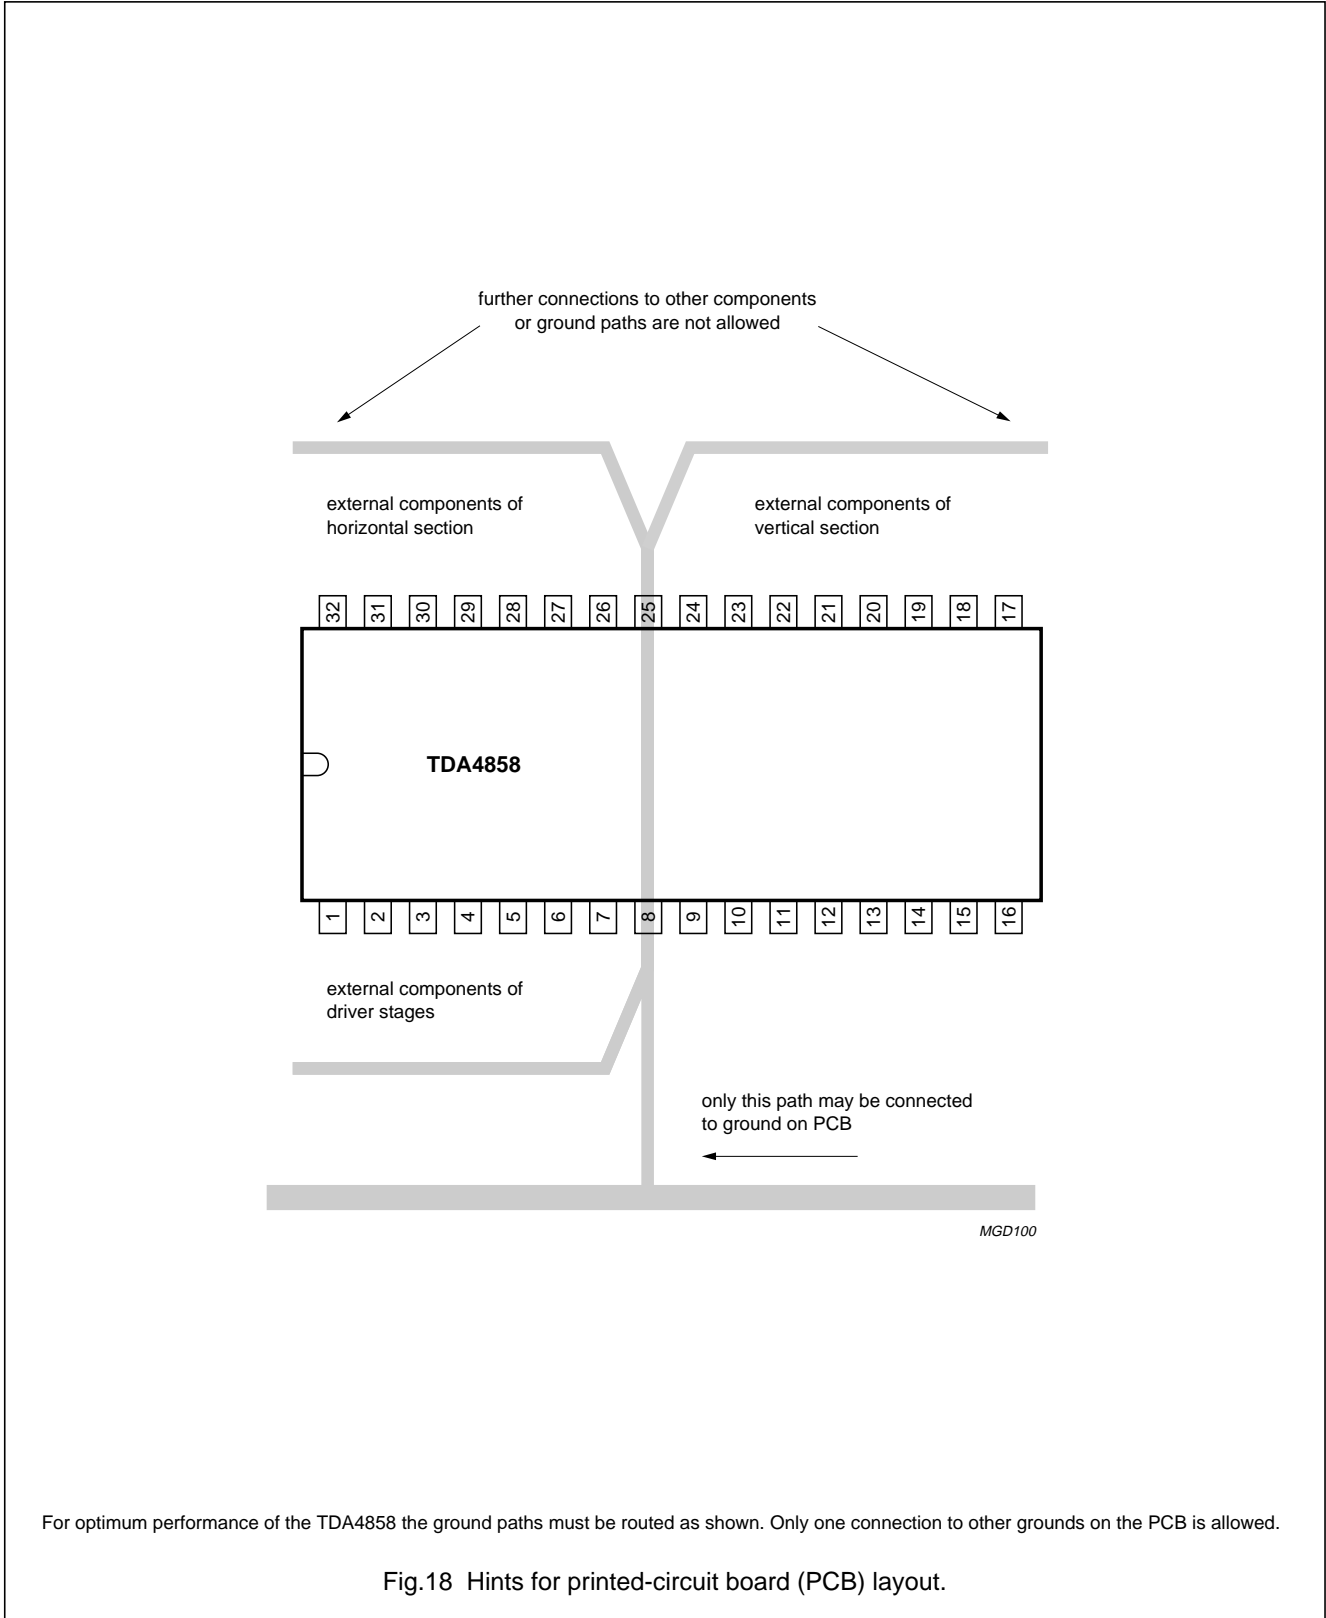 further connections to other components
or ground paths are not allowed
external components of
horizontal section
external components of
vertical section
32 31 30 29 28 27 26 25 24 23 22 21 20 19 18 17
TDA4858
1 2 3 4 5 6 7 8 9 10 11 12 13 14 15 16
external components of
driver stages
only this path may be connected
to ground on PCB
MGD100
For optimum performance of the TDA4858 the ground paths must be routed as shown. Only one connection to other grounds on the PCB is allowed.
Fig.18 Hints for printed-circuit board (PCB) layout.